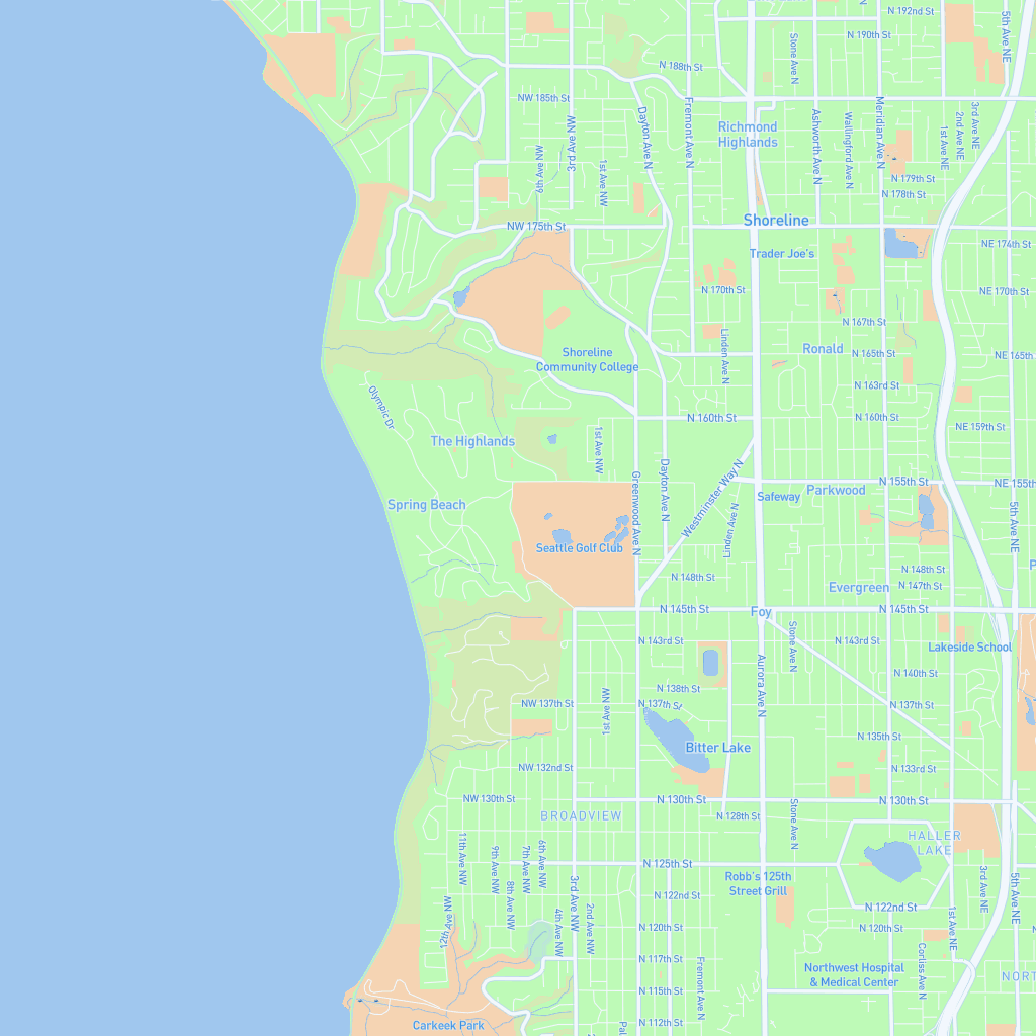 N 192nd St
5th Ave NE
N 190th St
Stone Ave N
N 188th St
NW 185th St
Dayton Ave N
Fremont Ave N
Ashworth Ave N
Wallingford Ave N
Meridian Ave N
3rd Ave NE
2nd Ave NE
1st Ave NE
Richmond
Highlands
3rd Ave NW
6th Ave NW
1st Ave NW
N 179th St
N 178th St
Shoreline
NW 175th St
NE 174th St
Trader Joe's
N 170th St
NE 170th St
N 167th St
Linden Ave N
Ronald
N 165th St
NE 165th
Shoreline
Community College
N 163rd St
Olympic Dr
N 160th St
N 160th St
NE 159th St
1st Ave NW
The Highlands
Greenwood Ave N
Dayton Ave N
Westminster Way N
N 155th St
NE 155th
Parkwood
Safeway
Spring Beach
Linden Ave N
5th Ave NE
Seattle Golf Club
N 148th St
N 148th St
N 147th St
Evergreen
N 145th St
Foy
N 145th St
N 143rd St
Stone Ave N
N 143rd St
Lakeside School
Aurora Ave N
N 140th St
N 138th St
1st Ave NW
NW 137th St
N 137th St
N 137th St
N 135th St
Bitter Lake
NW 132nd St
N 133rd St
NW 130th St
N 130th St
N 130th St
BROADVIEW
N 128th St
Stone Ave N
HALLER
LAKE
11th Ave NW
9th Ave NW
7th Ave NW
6th Ave NW
N 125th St
Robb's 125th
Street Grill
8th Ave NW
3rd Ave NW
3rd Ave NE
5th Ave NE
N 122nd St
N 122nd St
12th Ave NW
4th Ave NW
2nd Ave NW
1st Ave NE
N 120th St
N 120th St
N 117th St
Fremont Ave N
Corliss Ave N
Northwest Hospital
& Medical Center
NORT
N 115th St
Carkeek Park
N 112th St